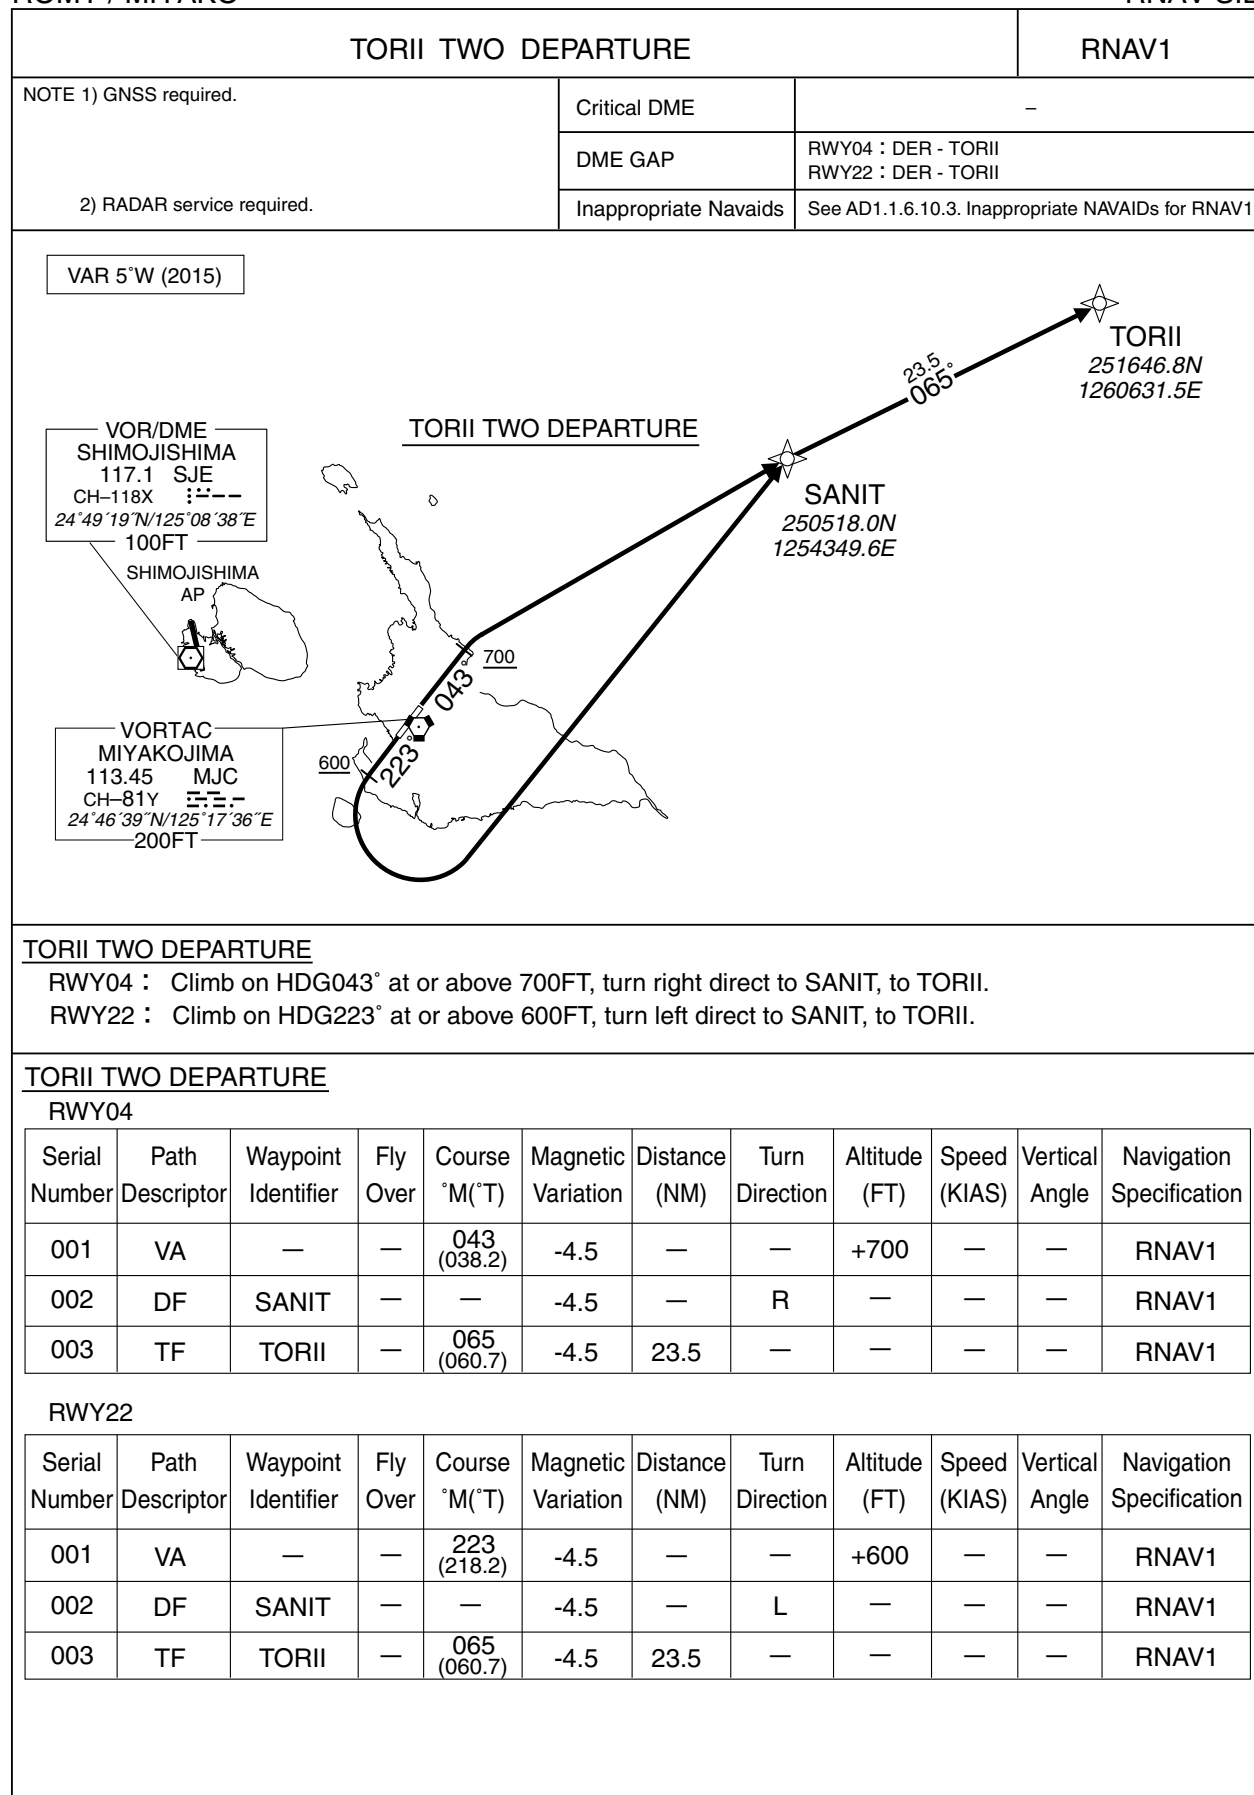 TORII TWO DEPARTURE
RNAV1
NOTE 1) GNSS required.
2) RADAR service required.
Critical DME
–
DME GAP
RWY04 : DER - TORII
RWY22 : DER - TORII
Inappropriate Navaids
See AD1.1.6.10.3. Inappropriate NAVAIDs for RNAV1
VAR 5˚W (2015)
TORII
251646.8N
1260631.5E
23.5
065˚
TORII TWO DEPARTURE
SANIT
250518.0N
1254349.6E
VOR/DME
SHIMOJISHIMA
117.1 SJE
CH–118X
24˚49´19˝N/125˚08´38˝E
100FT
SHIMOJISHIMA
AP
700
043˚
VORTAC
MIYAKOJIMA
113.45 MJC
CH–81Y
24˚46´39˝N/125˚17´36˝E
200FT
600
223˚
TORII TWO DEPARTURE
RWY04 : Climb on HDG043˚ at or above 700FT, turn right direct to SANIT, to TORII.
RWY22 : Climb on HDG223˚ at or above 600FT, turn left direct to SANIT, to TORII.
TORII TWO DEPARTURE
RWY04
Serial Path Waypoint Fly Course Magnetic Distance Turn Altitude Speed Vertical Navigation
Number Descriptor Identifier Over ˚M(˚T) Variation (NM) Direction (FT) (KIAS) Angle Specification
001 VA — — 043 (038.2) -4.5 — — +700 — — RNAV1
002 DF SANIT — — -4.5 — R — — — RNAV1
003 TF TORII — 065 (060.7) -4.5 23.5 — — — — RNAV1
RWY22
Serial Path Waypoint Fly Course Magnetic Distance Turn Altitude Speed Vertical Navigation
Number Descriptor Identifier Over ˚M(˚T) Variation (NM) Direction (FT) (KIAS) Angle Specification
001 VA — — 223 (218.2) -4.5 — — +600 — — RNAV1
002 DF SANIT — — -4.5 — L — — — RNAV1
003 TF TORII — 065 (060.7) -4.5 23.5 — — — — RNAV1